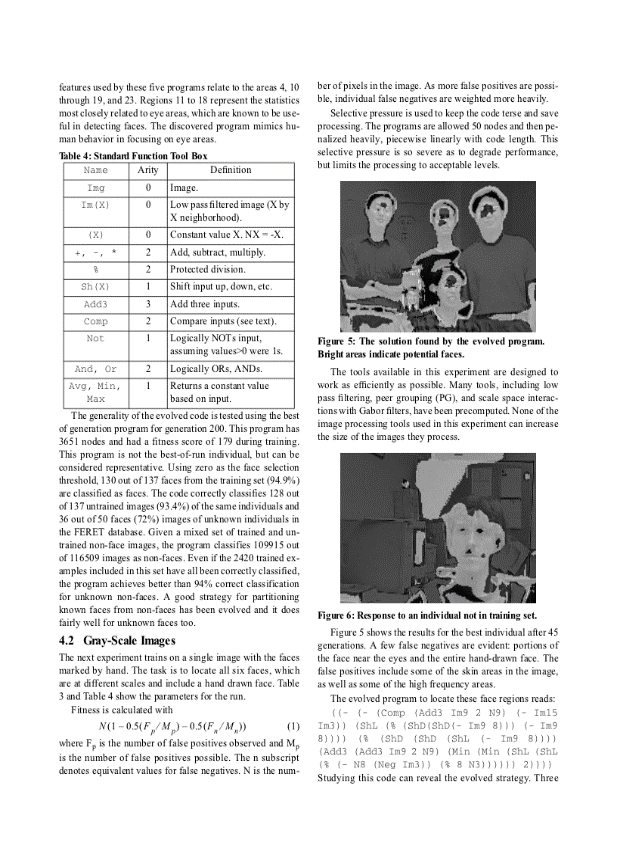 features used by these five programs relate to the areas 4, 10
through 19, and 23. Regions 11 to 18 represent the statistics
most closely related to eye areas, which are known to be use-
ful in detecting faces. The discovered program mimics hu-
man behavior in focusing on eye areas.
Table 4: Standard Function Tool Box
Name Arity Definition
Img 0 Image.
Im(X) 0 Low pass filtered image (X by
X neighborhood).
(X) 0 Constant value X. NX = -X.
+, -, * 2 Add, subtract, multiply.
% 2 Protected division.
Sh(X) 1 Shift input up, down, etc.
Add3 3 Add three inputs.
Comp 2 Compare inputs (see text).
Not 1 Logically NOTs input,
assuming values>0 were 1s.
And, Or 2 Logically ORs, ANDs.
Avg, Min, 1 Returns a constant value
Max based on input.
The generality of the evolved code is tested using the best
of generation program for generation 200. This program has
3651 nodes and had a fitness score of 179 during training.
This program is not the best-of-run individual, but can be
considered representative. Using zero as the face selection
threshold, 130 out of 137 faces from the training set (94.9%)
are classified as faces. The code correctly classifies 128 out
of 137 untrained images (93.4%) of the same individuals and
36 out of 50 faces (72%) images of unknown individuals in
the FERET database. Given a mixed set of trained and un-
trained non-face images, the program classifies 109915 out
of 116509 images as non-faces. Even if the 2420 trained ex-
amples included in this set have all been correctly classified,
the program achieves better than 94% correct classification
for unknown non-faces. A good strategy for partitioning
known faces from non-faces has been evolved and it does
fairly well for unknown faces too.
4.2 Gray-Scale Images
The next experiment trains on a single image with the faces
marked by hand. The task is to locate all six faces, which
are at different scales and include a hand drawn face. Table
3 and Table 4 show the parameters for the run.
Fitness is calculated with
N(1 − 0.5(Fp/Mp) − 0.5(Fn/Mn)) (1)
where Fp is the number of false positives observed and Mp
is the number of false positives possible. The n subscript
denotes equivalent values for false negatives. N is the num-
ber of pixels in the image. As more false positives are possi-
ble, individual false negatives are weighted more heavily.
Selective pressure is used to keep the code terse and save
processing. The programs are allowed 50 nodes and then pe-
nalized heavily, piecewise linearly with code length. This
selective pressure is so severe as to degrade performance,
but limits the processing to acceptable levels.
Figure 5: The solution found by the evolved program.
Bright areas indicate potential faces.
The tools available in this experiment are designed to
work as efficiently as possible. Many tools, including low
pass filtering, peer grouping (PG), and scale space interac-
tions with Gabor filters, have been precomputed. None of the
image processing tools used in this experiment can increase
the size of the images they process.
Figure 6: Response to an individual not in training set.
Figure 5 shows the results for the best individual after 45
generations. A few false negatives are evident: portions of
the face near the eyes and the entire hand-drawn face. The
false positives include some of the skin areas in the image,
as well as some of the high frequency areas.
The evolved program to locate these face regions reads:
((- (- (Comp (Add3 Im9 2 N9) (- Im15
Im3)) (ShL (% (ShD(ShD(- Im9 8))) (- Im9
8)))) (% (ShD (ShD (ShL (- Im9 8))))
(Add3 (Add3 Im9 2 N9) (Min (Min (ShL (ShL
(% (- N8 (Neg Im3)) (% 8 N3)))))) 2))))
Studying this code can reveal the evolved strategy. Three